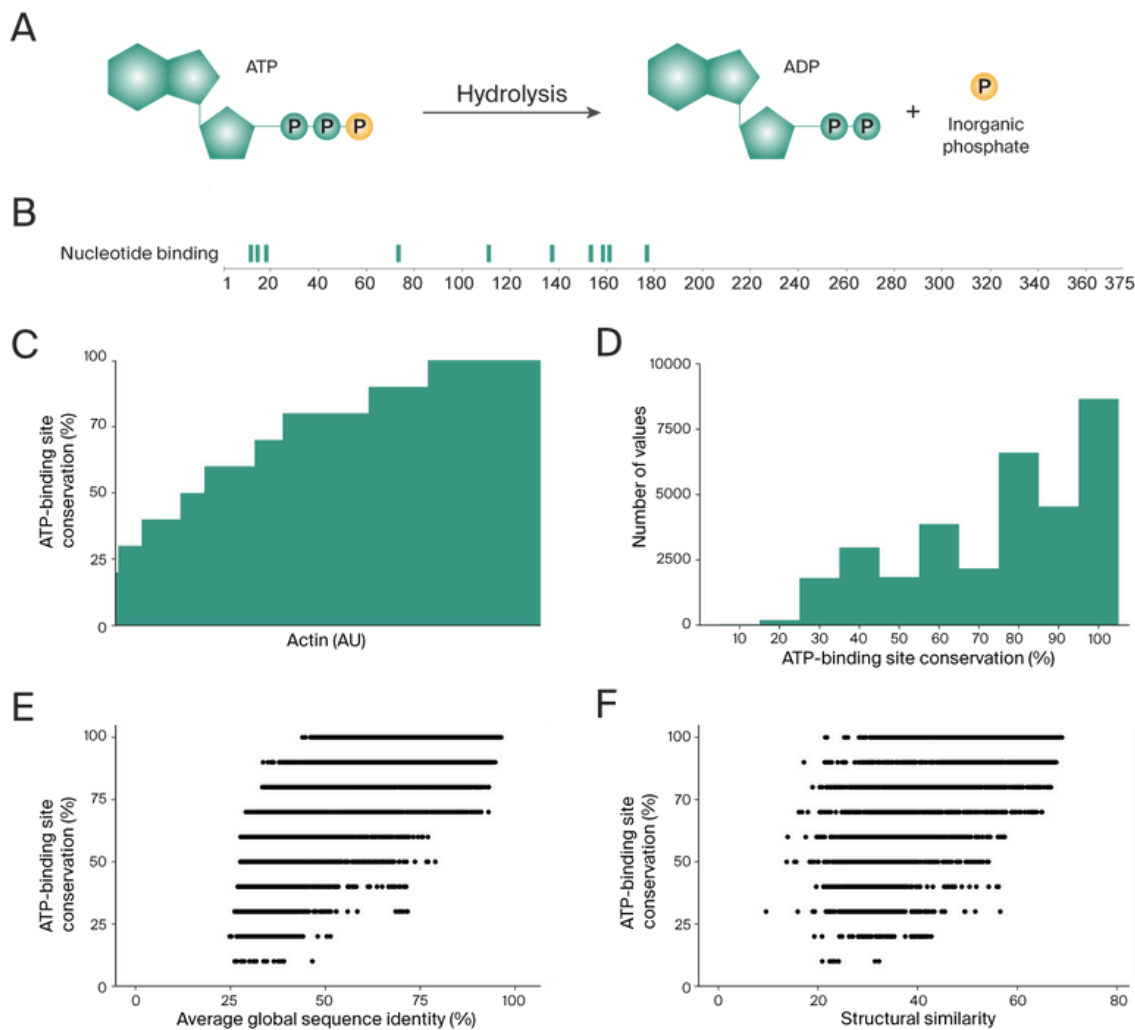 A
ATP
P P P
Hydrolysis
ADP
P P
+
P
Inorganic
phosphate
B
Nucleotide binding
1 20 40 60 80 100 120 140 160 180 200 220 240 260 280 300 320 340 360 375
C
ATP-binding site
conservation (%)
100
70
50
25
0
Actin (AU)
D
Number of values
10000
7500
5000
2500
0
10 20 30 40 50 60 70 80 90 100
ATP-binding site conservation (%)
E
ATP-binding site
conservation (%)
100
75
50
25
0
0 25 50 75 100
Average global sequence identity (%)
F
ATP-binding site
conservation (%)
100
70
50
25
0
0 20 40 60 80
Structural similarity